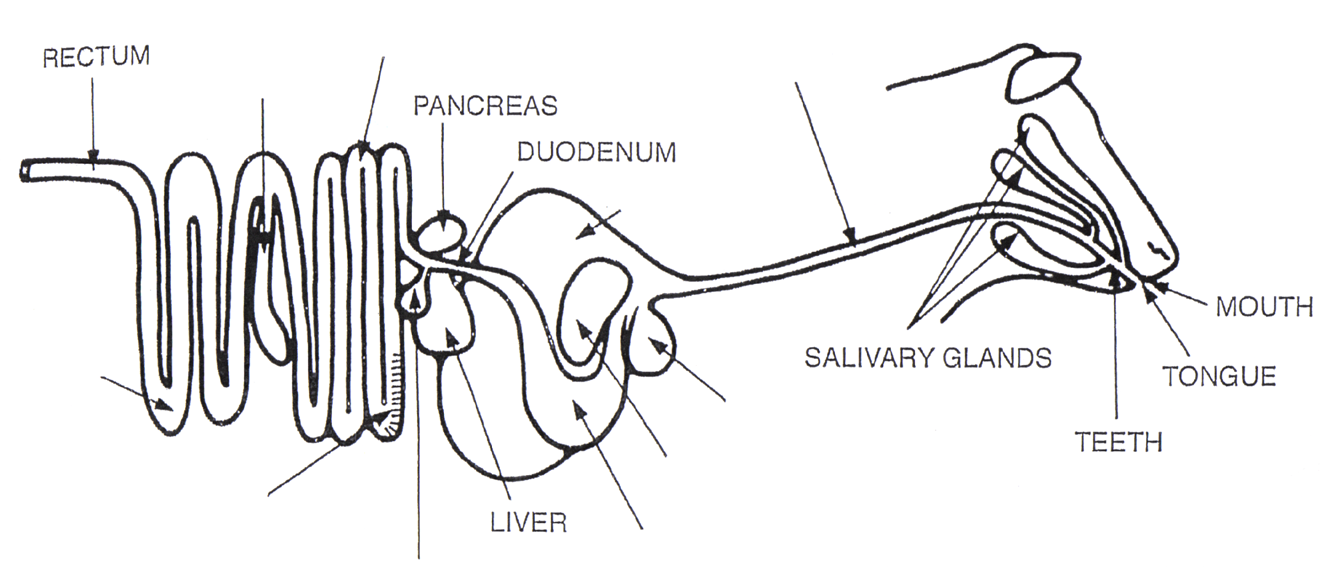 RECTUM
PANCREAS
DUODENUM
MOUTH
SALIVARY GLANDS
TONGUE
TEETH
LIVER